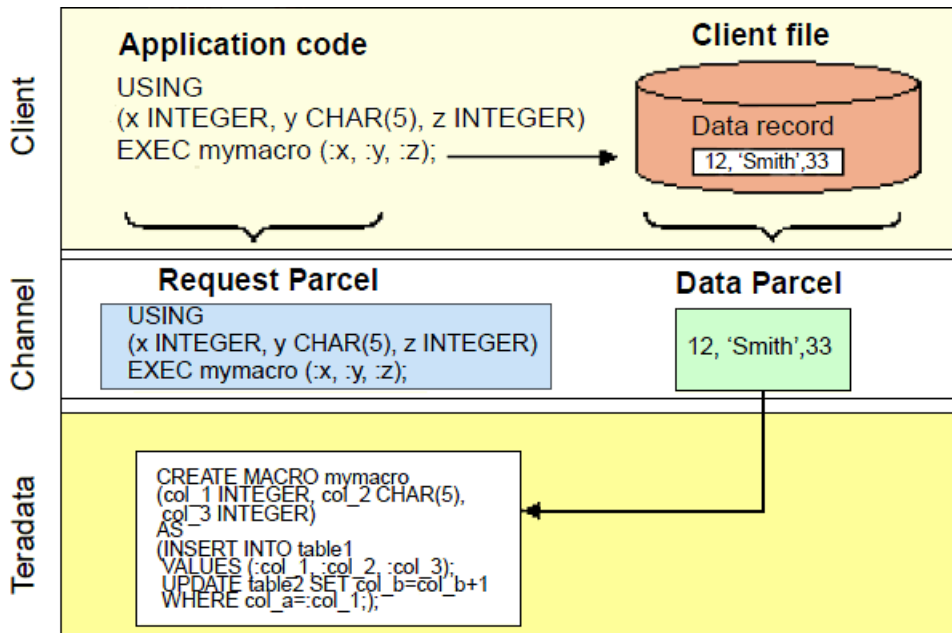 Client
Application code
USING
(x INTEGER, y CHAR(5), z INTEGER)
EXEC mymacro (:x, :y, :z);
Client file
Data record
12, ‘Smith’,33
Channel
Request Parcel
USING
(x INTEGER, y CHAR(5), z INTEGER)
EXEC mymacro (:x, :y, :z);
Data Parcel
12, ‘Smith’,33
Teradata
CREATE MACRO mymacro
(col_1 INTEGER, col_2 CHAR(5),
col_3 INTEGER)
AS
(INSERT INTO table1
VALUES (:col_1, :col_2, :col_3);
UPDATE table2 SET col_b=col_b+1
WHERE col_a=:col_1;);